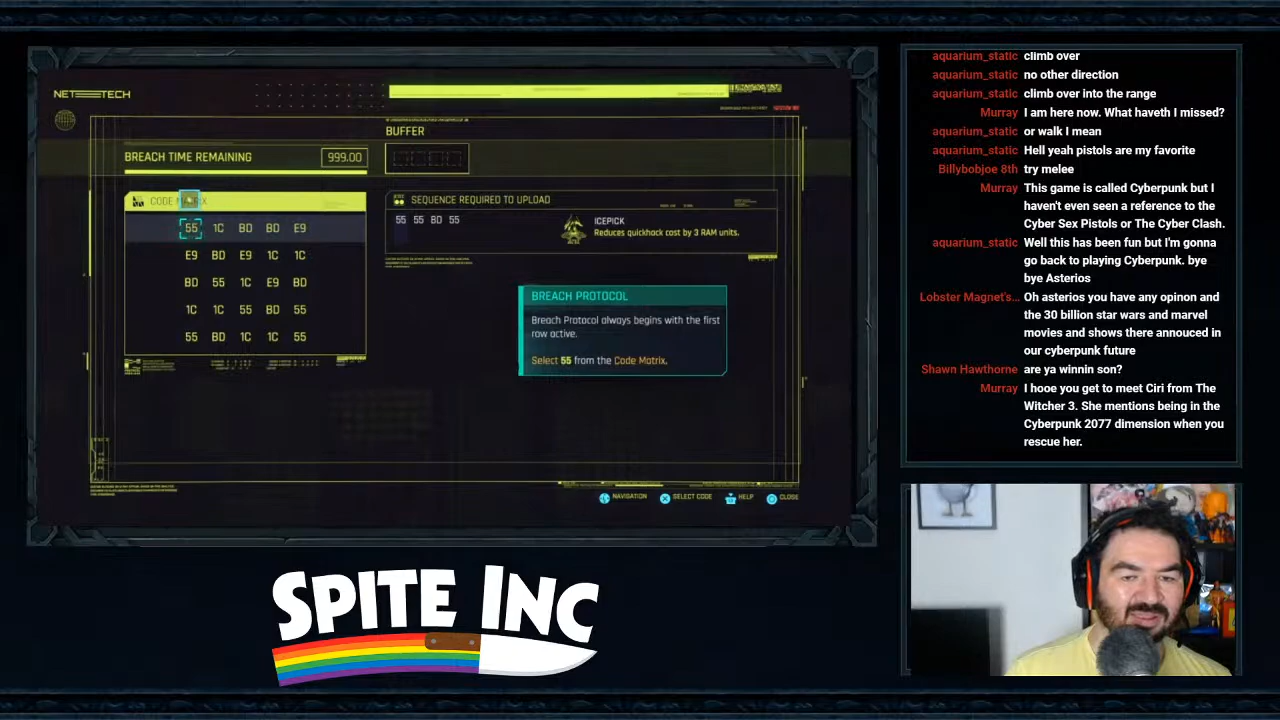 NET TECH
BUFFER
BREACH TIME REMAINING 999.00
CODE MATRIX
55 1C BD BD E9
E9 BD E9 1C 1C
BD 55 1C E9 BD
1C 1C 55 BD 55
55 BD 1C 1C 55
SEQUENCE REQUIRED TO UPLOAD
55 55 BD 55
ICEPICK
Reduces quickhack cost by 3 RAM units.
BREACH PROTOCOL
Breach Protocol always begins with the first
row active.
Select 55 from the Code Matrix.
NAVIGATION SELECT CODE HELP CLOSE
aquarium_static climb over
aquarium_static no other direction
aquarium_static climb over into the range
Murray I am here now. What haveth I missed?
aquarium_static or walk I mean
aquarium_static Hell yeah pistols are my favorite
Billybobjoe 8th try melee
Murray This game is called Cyberpunk but I
haven't even seen a reference to the
Cyber Sex Pistols or The Cyber Clash.
aquarium_static Well this has been fun but I'm gonna
go back to playing Cyberpunk. bye
bye Asterios
Lobster Magnet's... Oh asterios you have any opinon and
the 30 billion star wars and marvel
movies and shows there annouced in
our cyberpunk future
Shawn Hawthorne are ya winnin son?
Murray I hooe you get to meet Ciri from The
Witcher 3. She mentions being in the
Cyberpunk 2077 dimension when you
rescue her.
SPITE INC